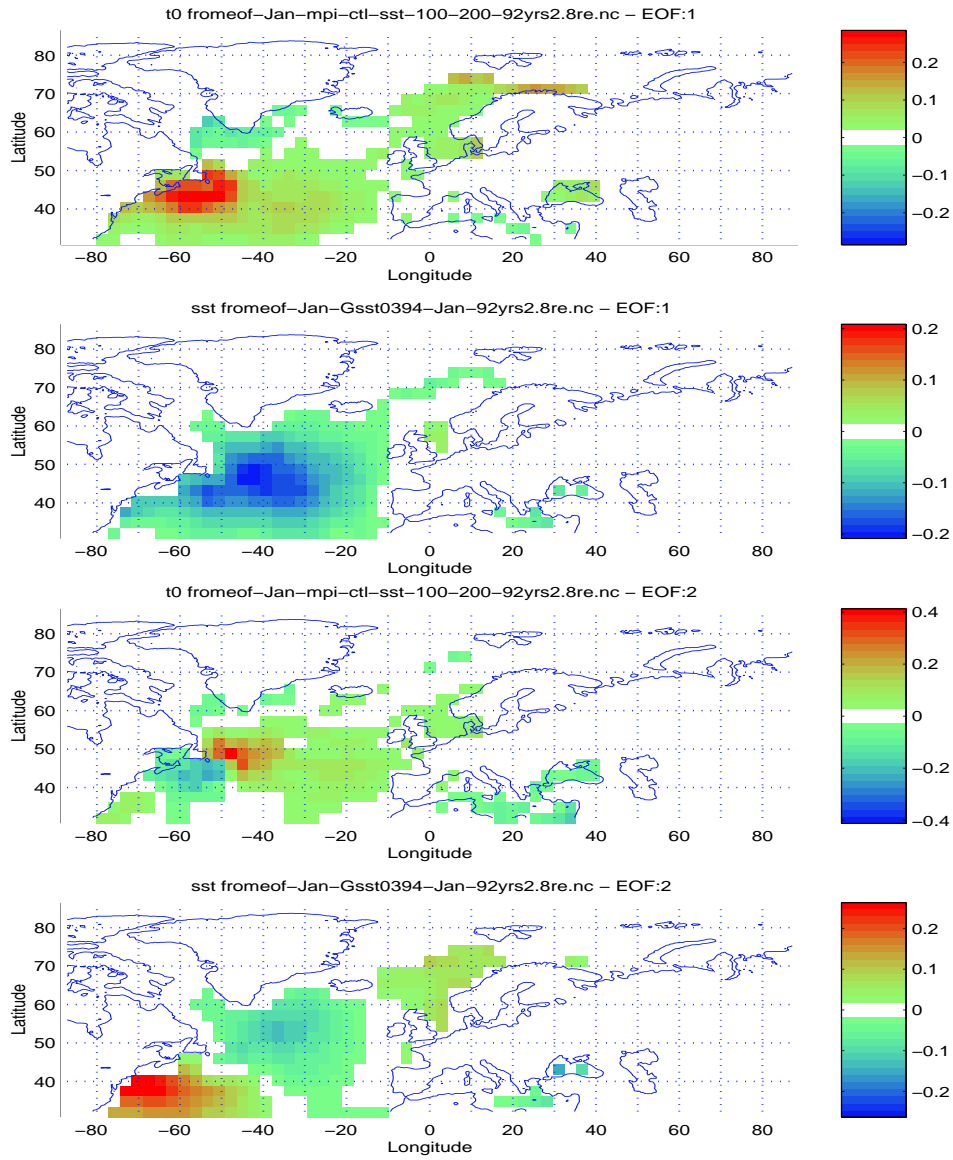 t0 fromeof−Jan−mpi−ctl−sst−100−200−92yrs2.8re.nc − EOF:1
80
70
60
50
40
Latitude
−80 −60 −40 −20 0 20 40 60 80
Longitude
0.2
0.1
0
−0.1
−0.2
sst fromeof−Jan−Gsst0394−Jan−92yrs2.8re.nc − EOF:1
80
70
60
50
40
Latitude
−80 −60 −40 −20 0 20 40 60 80
Longitude
0.2
0.1
0
−0.1
−0.2
t0 fromeof−Jan−mpi−ctl−sst−100−200−92yrs2.8re.nc − EOF:2
80
70
60
50
40
Latitude
−80 −60 −40 −20 0 20 40 60 80
Longitude
0.4
0.2
0
−0.2
−0.4
sst fromeof−Jan−Gsst0394−Jan−92yrs2.8re.nc − EOF:2
80
70
60
50
40
Latitude
−80 −60 −40 −20 0 20 40 60 80
Longitude
0.2
0.1
0
−0.1
−0.2